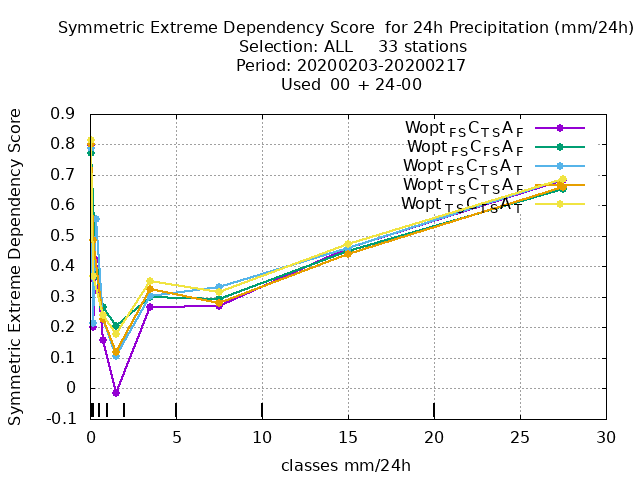 Symmetric Extreme Dependency Score  for 24h Precipitation (mm/24h)
Selection: ALL     33 stations
Period: 20200203-20200217
Used  00 + 24-00
Symmetric Extreme Dependency Score
0.9
0.8
0.7
0.6
0.5
0.4
0.3
0.2
0.1
0
-0.1
Wopt FS C TS A F
Wopt FS C FS A F
Wopt FS C TS A T
Wopt TS C TS A F
Wopt TS C TS A T
0 5 10 15 20 25 30
classes mm/24h